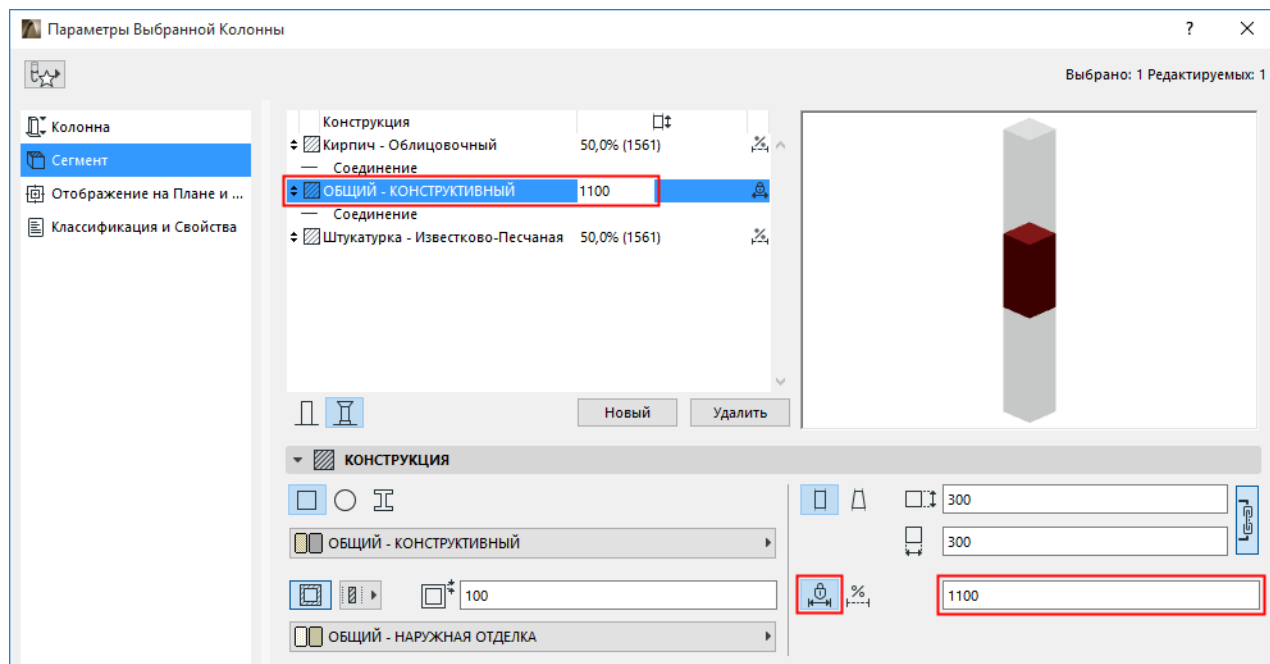 Параметры Выбранной Колонны
?
Выбрано: 1 Редактируемых: 1
Колонна
Сегмент
Отображение на Плане и ...
Классификация и Свойства
Конструкция
Кирпич - Облицовочный 50,0% (1561)
Соединение
ОБЩИЙ - КОНСТРУКТИВНЫЙ 1100
Соединение
Штукатурка - Известково-Песчаная 50,0% (1561)
Новый Удалить
КОНСТРУКЦИЯ
300
ОБЩИЙ - КОНСТРУКТИВНЫЙ
300
100
% 1100
ОБЩИЙ - НАРУЖНАЯ ОТДЕЛКА